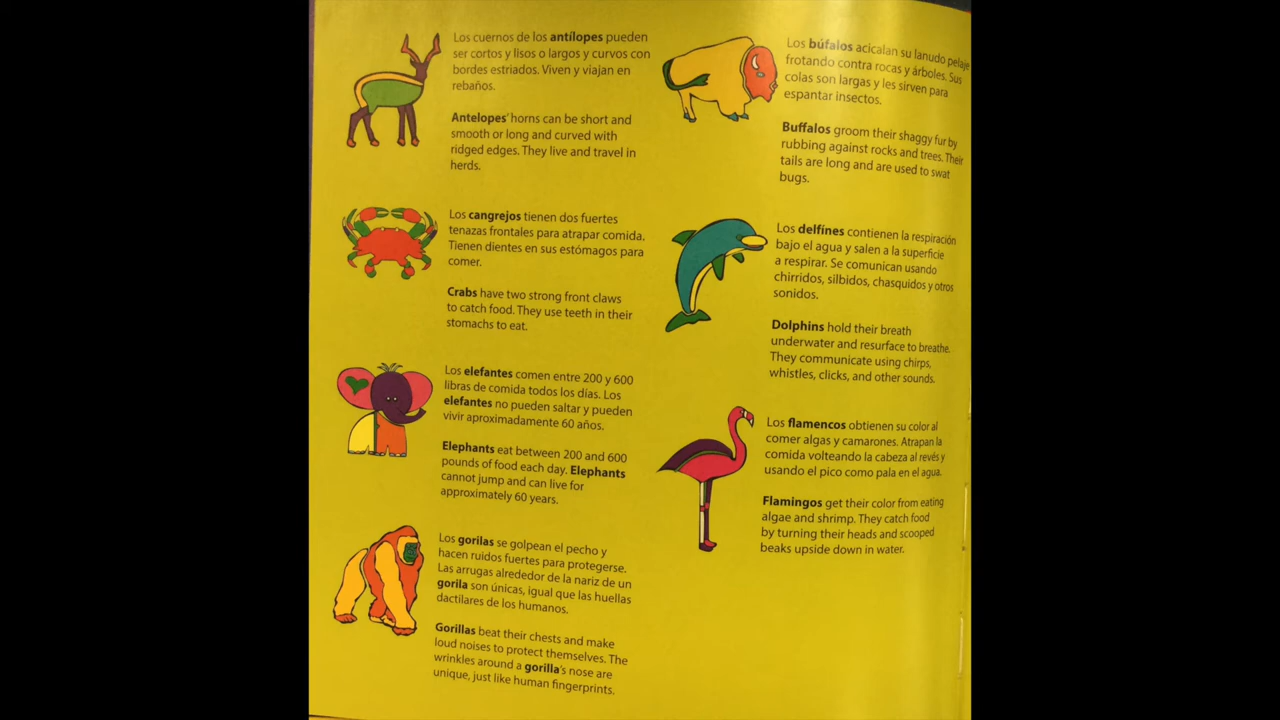 Los cuernos de los antílopes pueden
ser cortos y lisos o largos y curvos con
bordes estriados. Viven y viajan en
rebaños.
Antelopes' horns can be short and
smooth or long and curved with
ridged edges. They live and travel in
herds.
Los cangrejos tienen dos fuertes
tenazas frontales para atrapar comida.
Tienen dientes en sus estómagos para
comer.
Crabs have two strong front claws
to catch food. They use teeth in their
stomachs to eat.
Los elefantes comen entre 200 y 600
libras de comida todos los días. Los
elefantes no pueden saltar y pueden
vivir aproximadamente 60 años.
Elephants eat between 200 and 600
pounds of food each day. Elephants
cannot jump and can live for
approximately 60 years.
Los gorilas se golpean el pecho y
hacen ruidos fuertes para protegerse.
Las arrugas alrededor de la nariz de un
gorila son únicas, igual que las huellas
dactilares de los humanos.
Gorillas beat their chests and make
loud noises to protect themselves. The
wrinkles around a gorilla's nose are
unique, just like human fingerprints.
Los búfalos acicalan su lanudo pelaje
frotando contra rocas y árboles. Sus
colas son largas y les sirven para
espantar insectos.
Buffalos groom their shaggy fur by
rubbing against rocks and trees. Their
tails are long and are used to swat
bugs.
Los delfínes contienen la respiración
bajo el agua y salen a la superficie
a respirar. Se comunican usando
chirridos, silbidos, chasquidos y otros
sonidos.
Dolphins hold their breath
underwater and resurface to breathe.
They communicate using chirps,
whistles, clicks, and other sounds.
Los flamencos obtienen su color al
comer algas y camarones. Atrapan la
comida volteando la cabeza al revés y
usando el pico como pala en el agua.
Flamingos get their color from eating
algae and shrimp. They catch food
by turning their heads and scooped
beaks upside down in water.